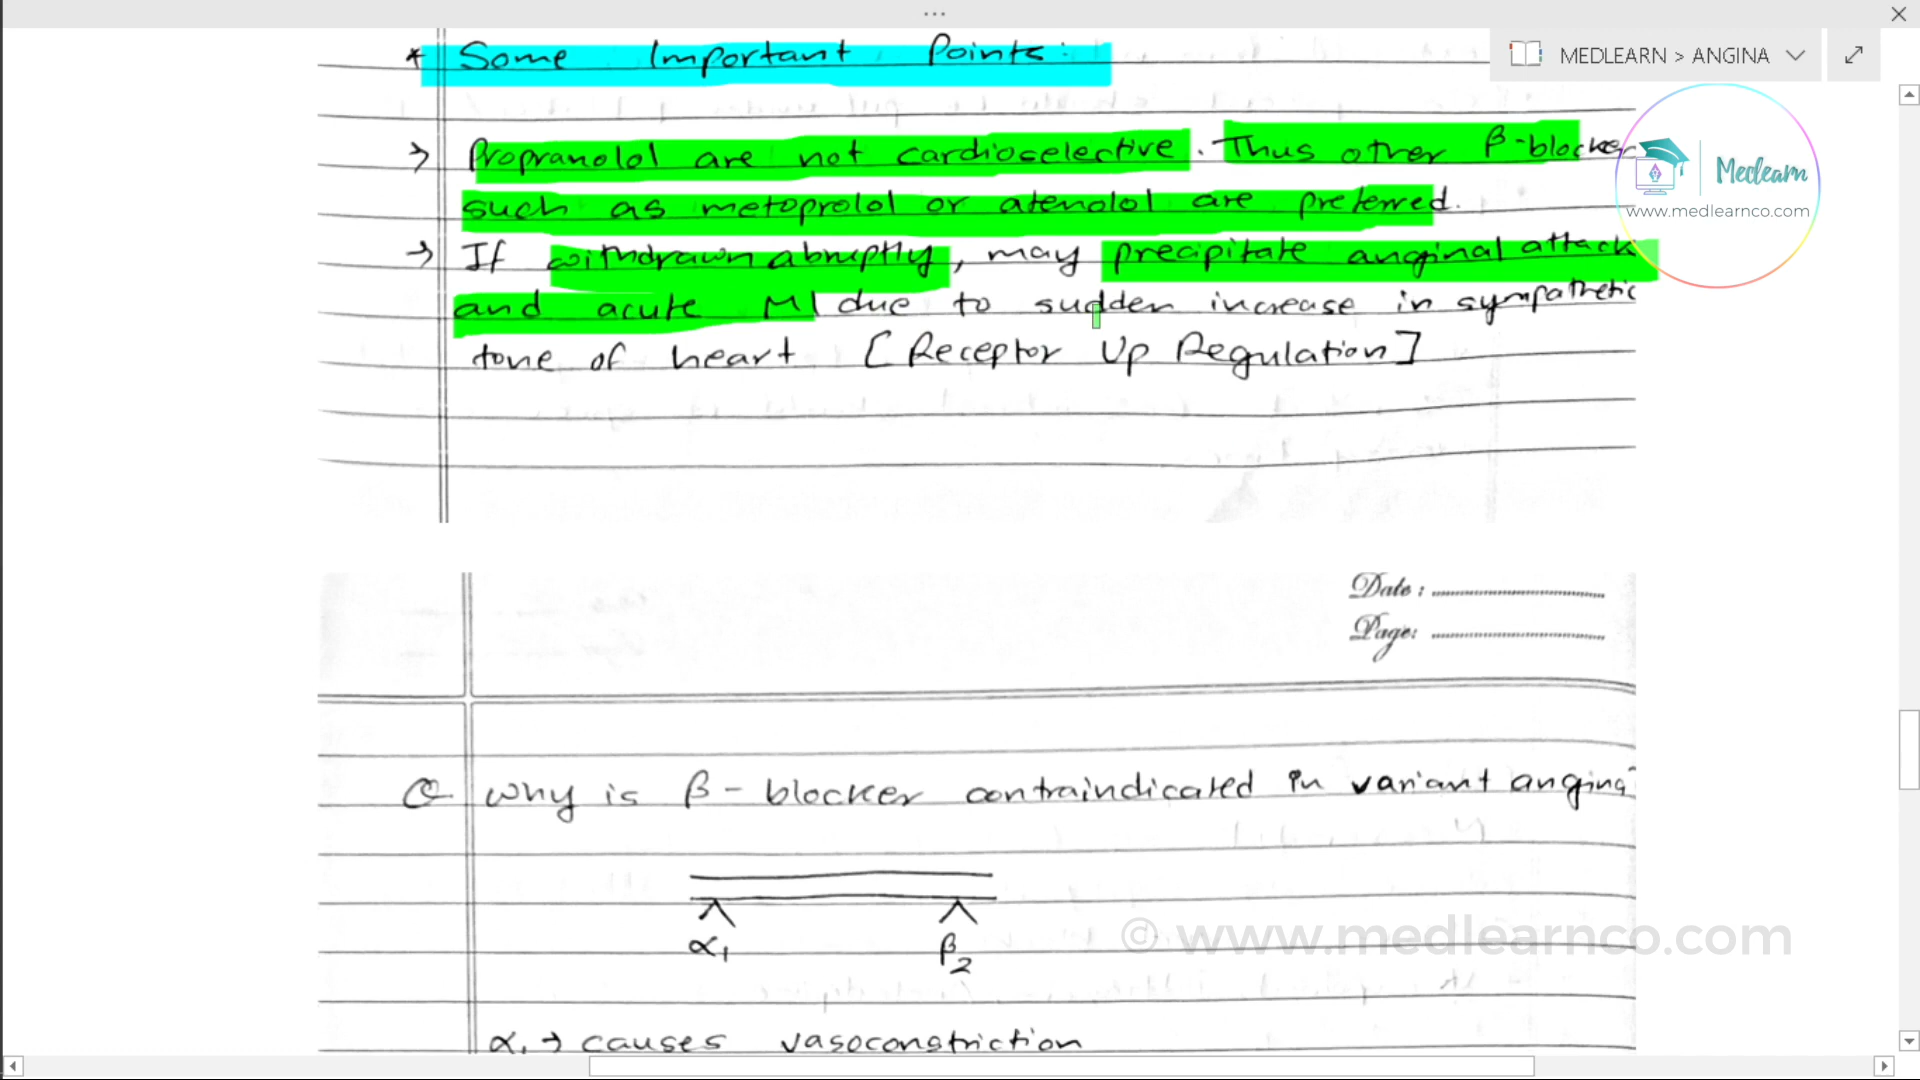 ...
MEDLEARN > ANGINA
* Some Important Points:
→ Propranolol are not cardioselective. Thus other β-blocker
such as metoprolol or atenolol are preferred.
→ If withdrawn abruptly, may precipitate anginal attack
and acute MI due to sudden increase in sympathetic
tone of heart [Receptor Up Regulation]
Medlearn
www.medlearnco.com
Date :
Page:
Q Why is β-blocker contraindicated in variant angina
α1 β2
© www.medlearnco.com
α1 → causes vasoconstriction